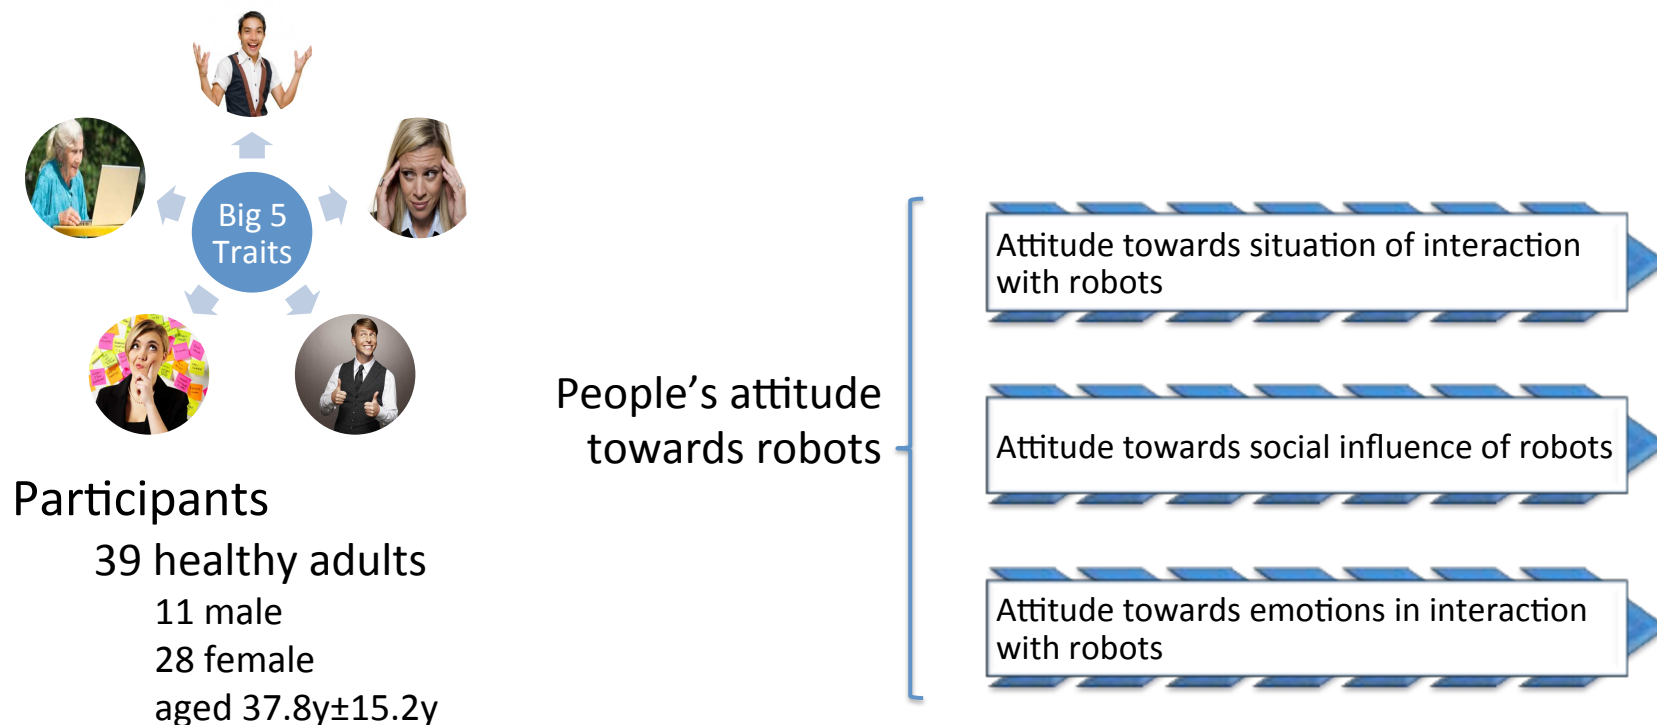 Big 5
Traits
Participants
39 healthy adults
11 male
28 female
aged 37.8y±15.2y
People’s attitude
towards robots
Attitude towards situation of interaction
with robots
Attitude towards social influence of robots
Attitude towards emotions in interaction
with robots